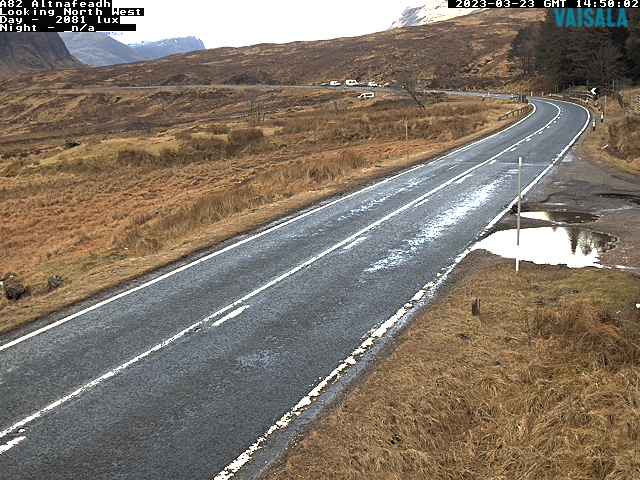 A82 Altnafeadh
Looking North West
Day - 2081 lux
Night - n/a
2023-03-23 GMT 14:50:02
VAISALA